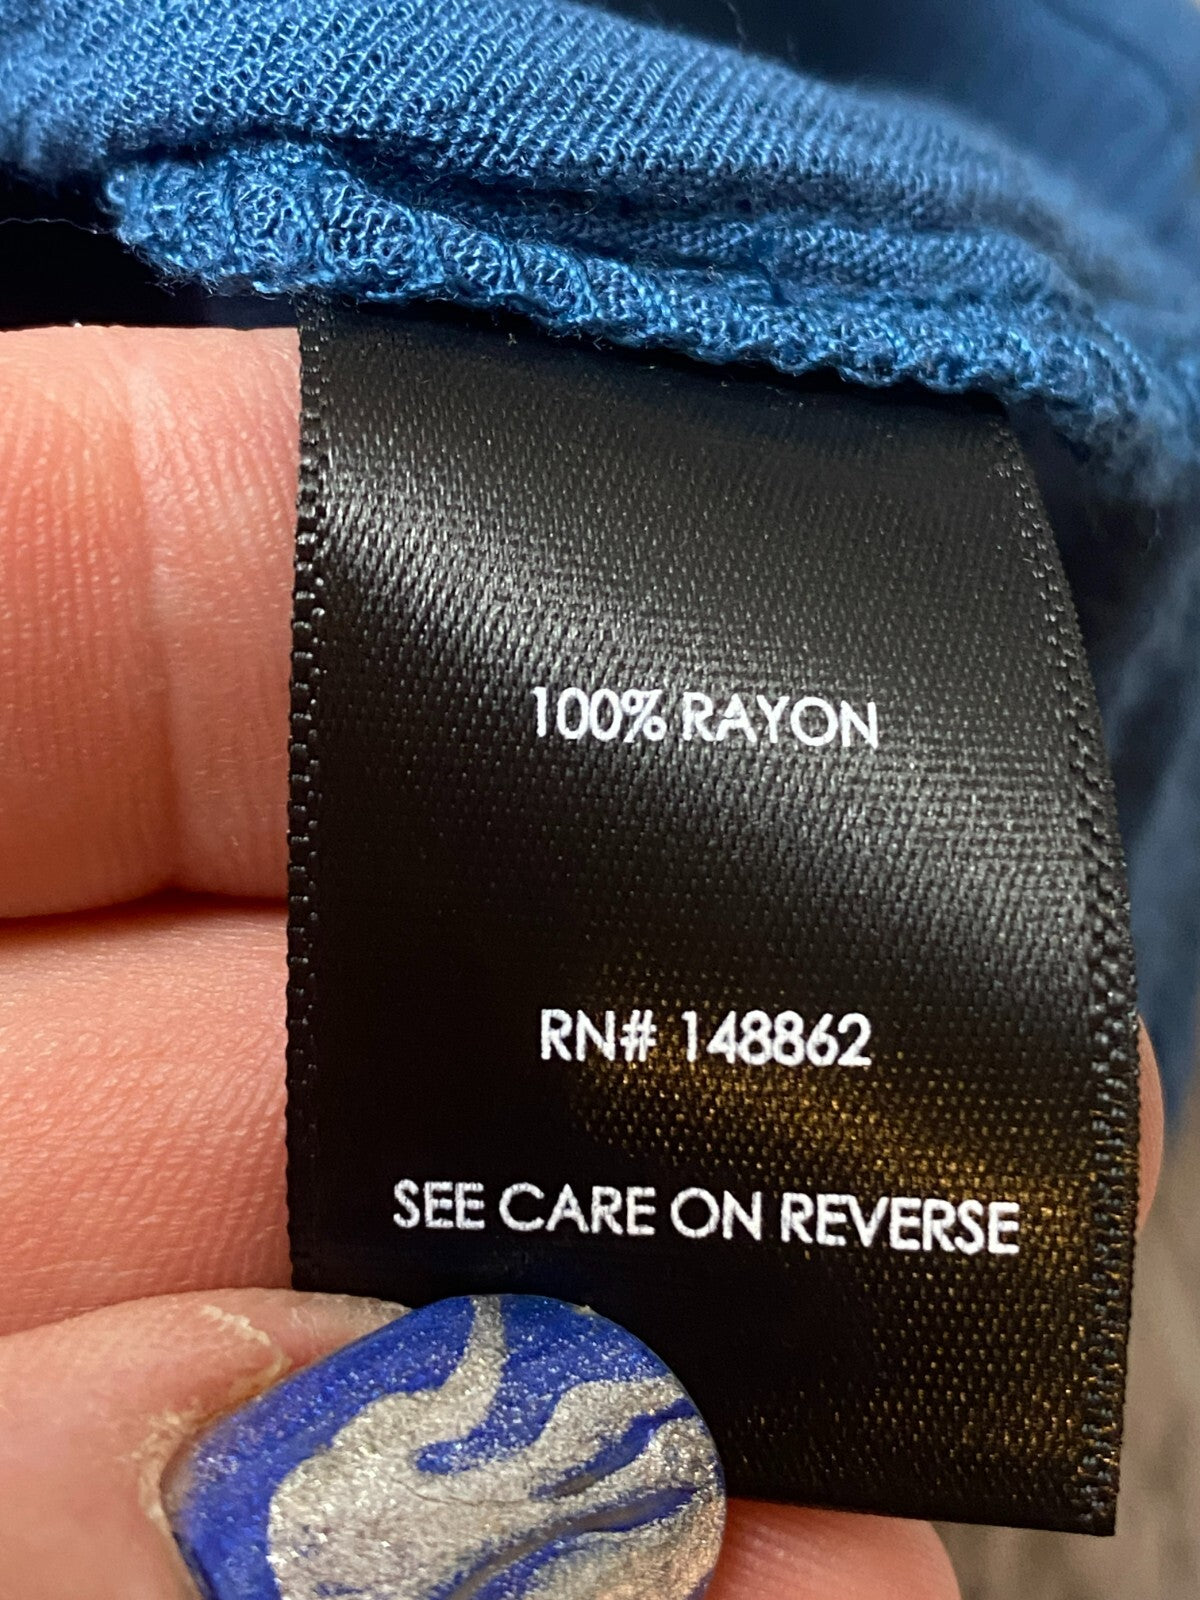 100% RAYON
RN# 148862
SEE CARE ON REVERSE